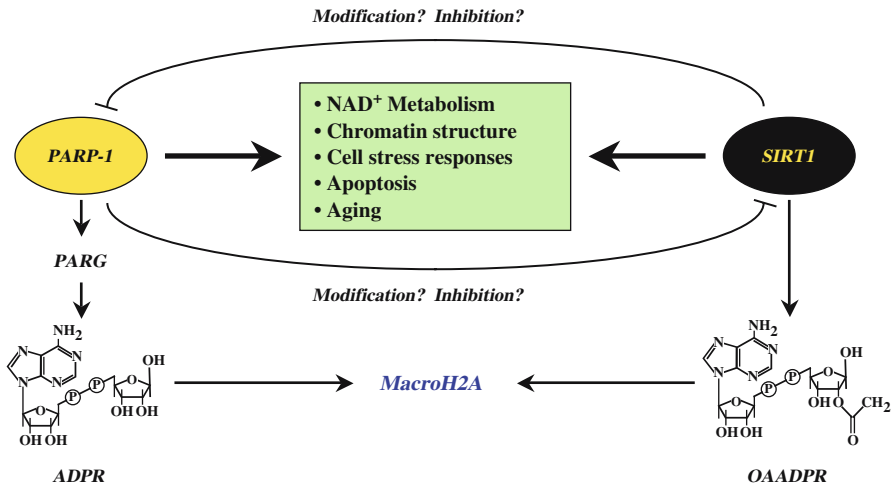 Modification? Inhibition?
• NAD⁺ Metabolism
• Chromatin structure
• Cell stress responses
• Apoptosis
• Aging
PARP-1
SIRT1
PARG
Modification? Inhibition?
NH₂
N
N
N
N
O
P
P
O
OH
OH OH
OH OH
MacroH2A
NH₂
N
N
N
N
O
P
P
O
OH
OH O
CH₂
O
OH OH
ADPR
OAADPR